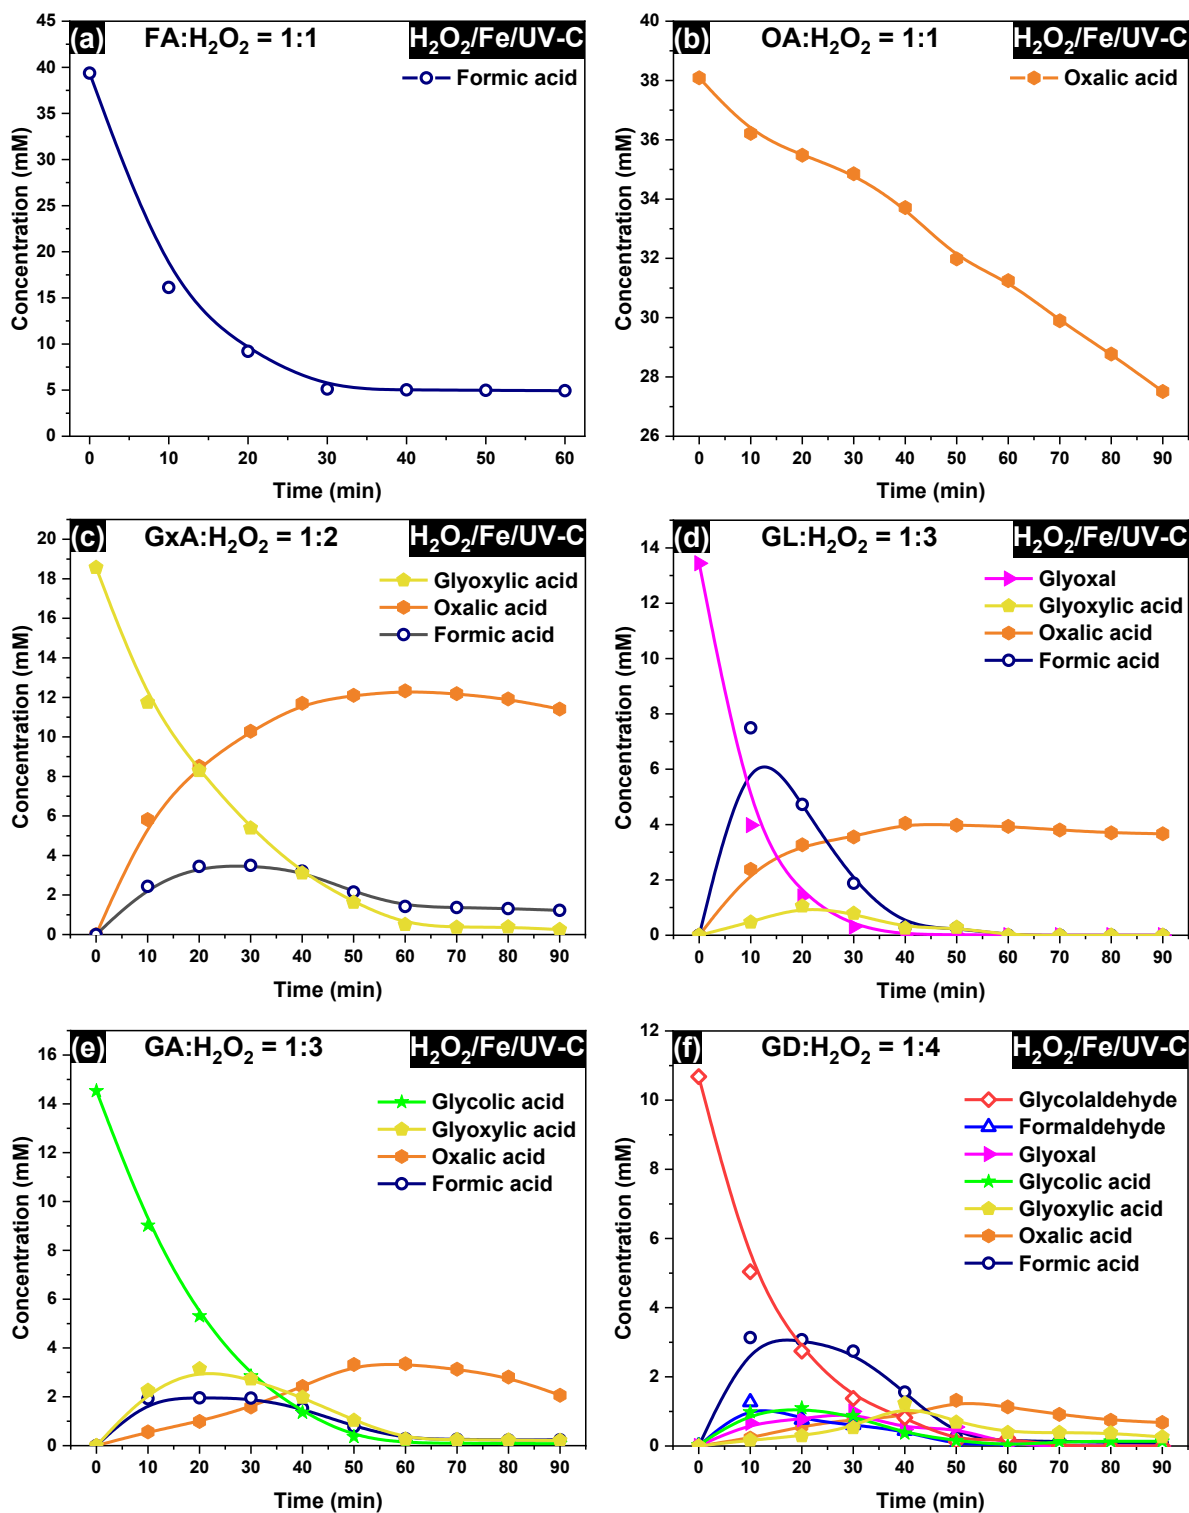 (a) FA:H₂O₂ = 1:1 H₂O₂/Fe/UV-C
Formic acid
45
40
35
30
25
20
15
10
5
0
Concentration (mM)
0 10 20 30 40 50 60
Time (min)
(b) OA:H₂O₂ = 1:1 H₂O₂/Fe/UV-C
Oxalic acid
40
38
36
34
32
30
28
26
Concentration (mM)
0 10 20 30 40 50 60 70 80 90
Time (min)
(c) GxA:H₂O₂ = 1:2 H₂O₂/Fe/UV-C
Glyoxylic acid
Oxalic acid
Formic acid
20
18
16
14
12
10
8
6
4
2
0
Concentration (mM)
0 10 20 30 40 50 60 70 80 90
Time (min)
(d) GL:H₂O₂ = 1:3 H₂O₂/Fe/UV-C
Glyoxal
Glyoxylic acid
Oxalic acid
Formic acid
14
12
10
8
6
4
2
0
Concentration (mM)
0 10 20 30 40 50 60 70 80 90
Time (min)
(e) GA:H₂O₂ = 1:3 H₂O₂/Fe/UV-C
Glycolic acid
Glyoxylic acid
Oxalic acid
Formic acid
16
14
12
10
8
6
4
2
0
Concentration (mM)
0 10 20 30 40 50 60 70 80 90
Time (min)
(f) GD:H₂O₂ = 1:4 H₂O₂/Fe/UV-C
Glycolaldehyde
Formaldehyde
Glyoxal
Glycolic acid
Glyoxylic acid
Oxalic acid
Formic acid
12
10
8
6
4
2
0
Concentration (mM)
0 10 20 30 40 50 60 70 80 90
Time (min)